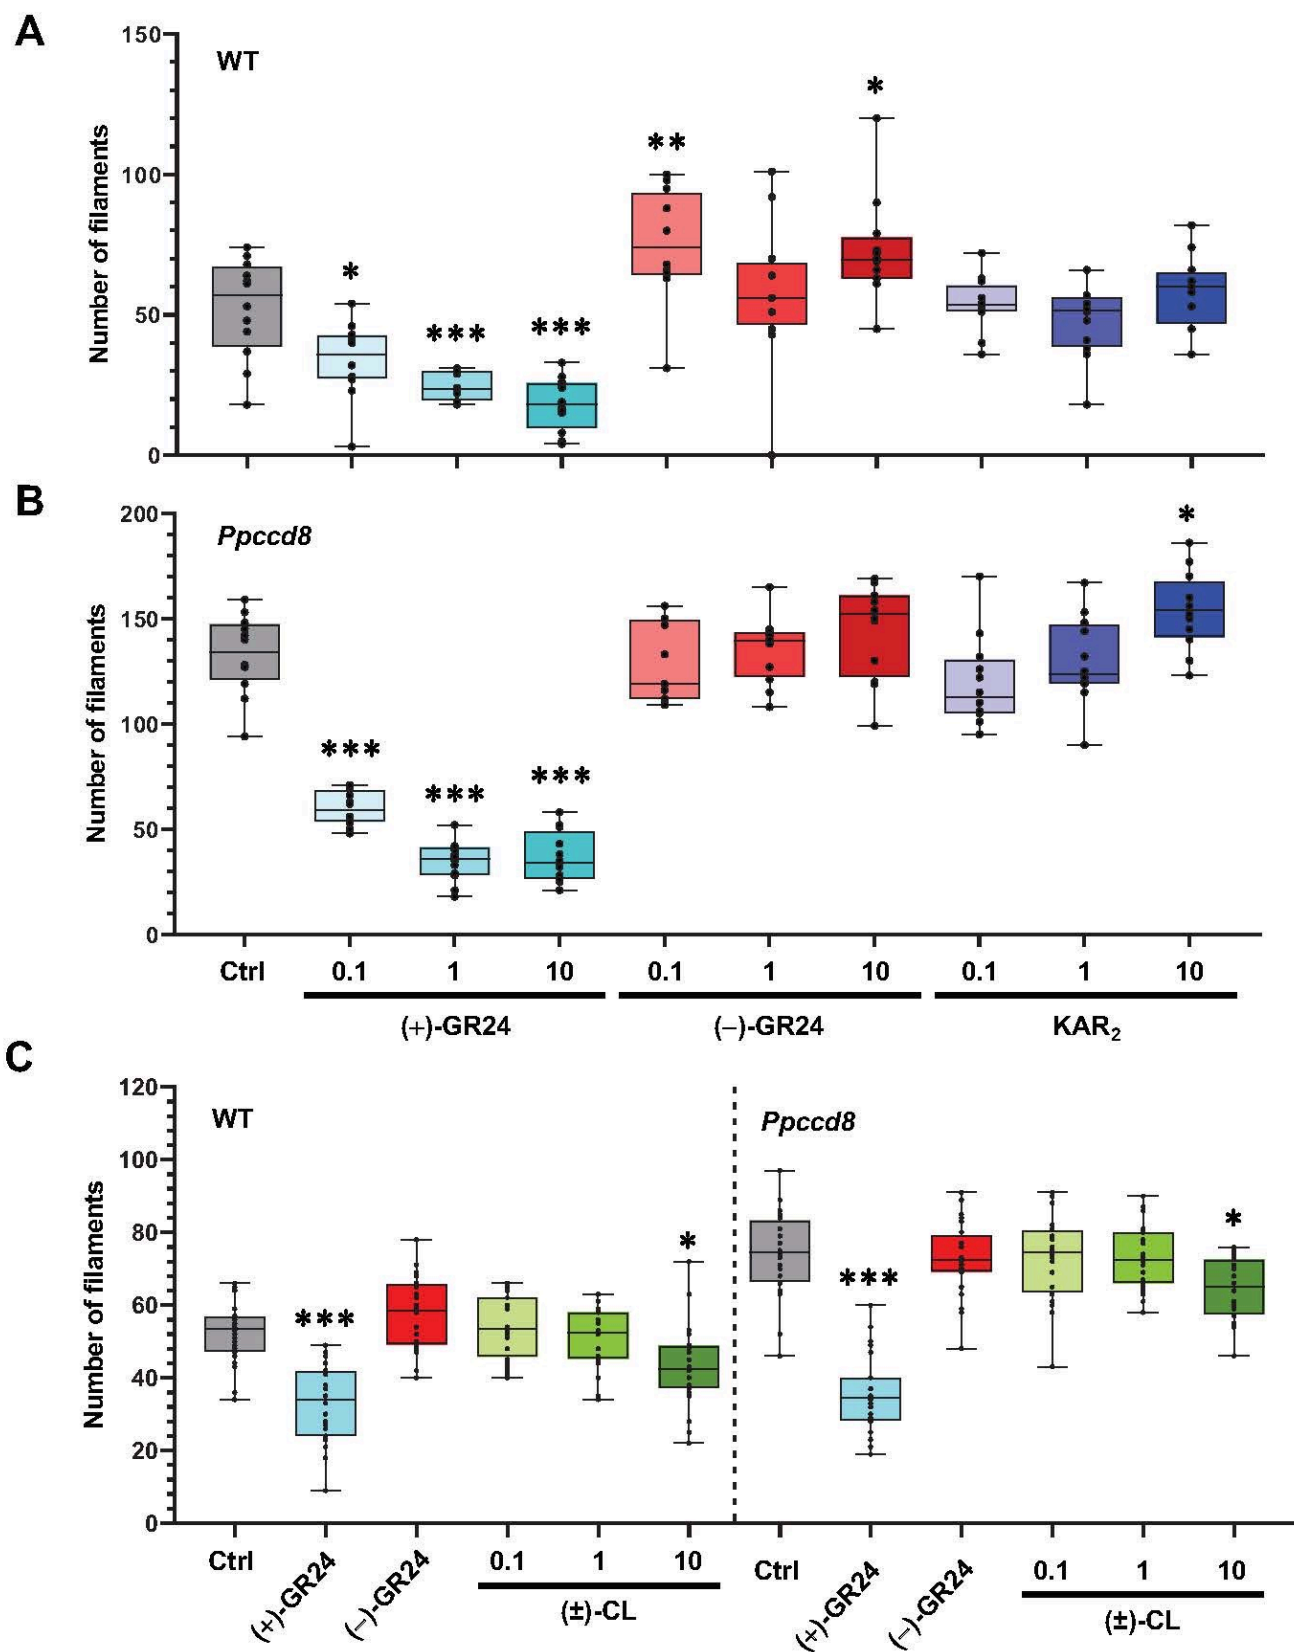 A
WT
Number of filaments
150
100
50
0
*
***
***
**
*
B
Ppccd8
Number of filaments
200
150
100
50
0
***
***
***
*
Ctrl 0.1 1 10 0.1 1 10 0.1 1 10
(+)-GR24 (−)-GR24 KAR₂
C
WT
Ppccd8
Number of filaments
120
100
80
60
40
20
0
***
*
***
*
Ctrl (+)-GR24 (−)-GR24 0.1 1 10 Ctrl (+)-GR24 (−)-GR24 0.1 1 10
(±)-CL (±)-CL